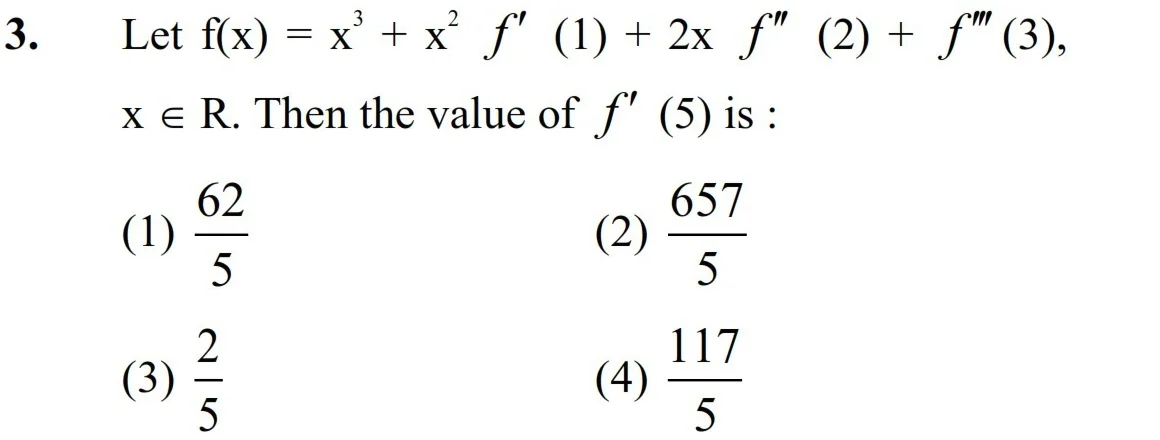 3. Let f(x) = x³ + x² f′ (1) + 2x f″ (2) + f‴ (3),
x ∈ R. Then the value of f′ (5) is :
(1) 62/5 (2) 657/5
(3) 2/5 (4) 117/5